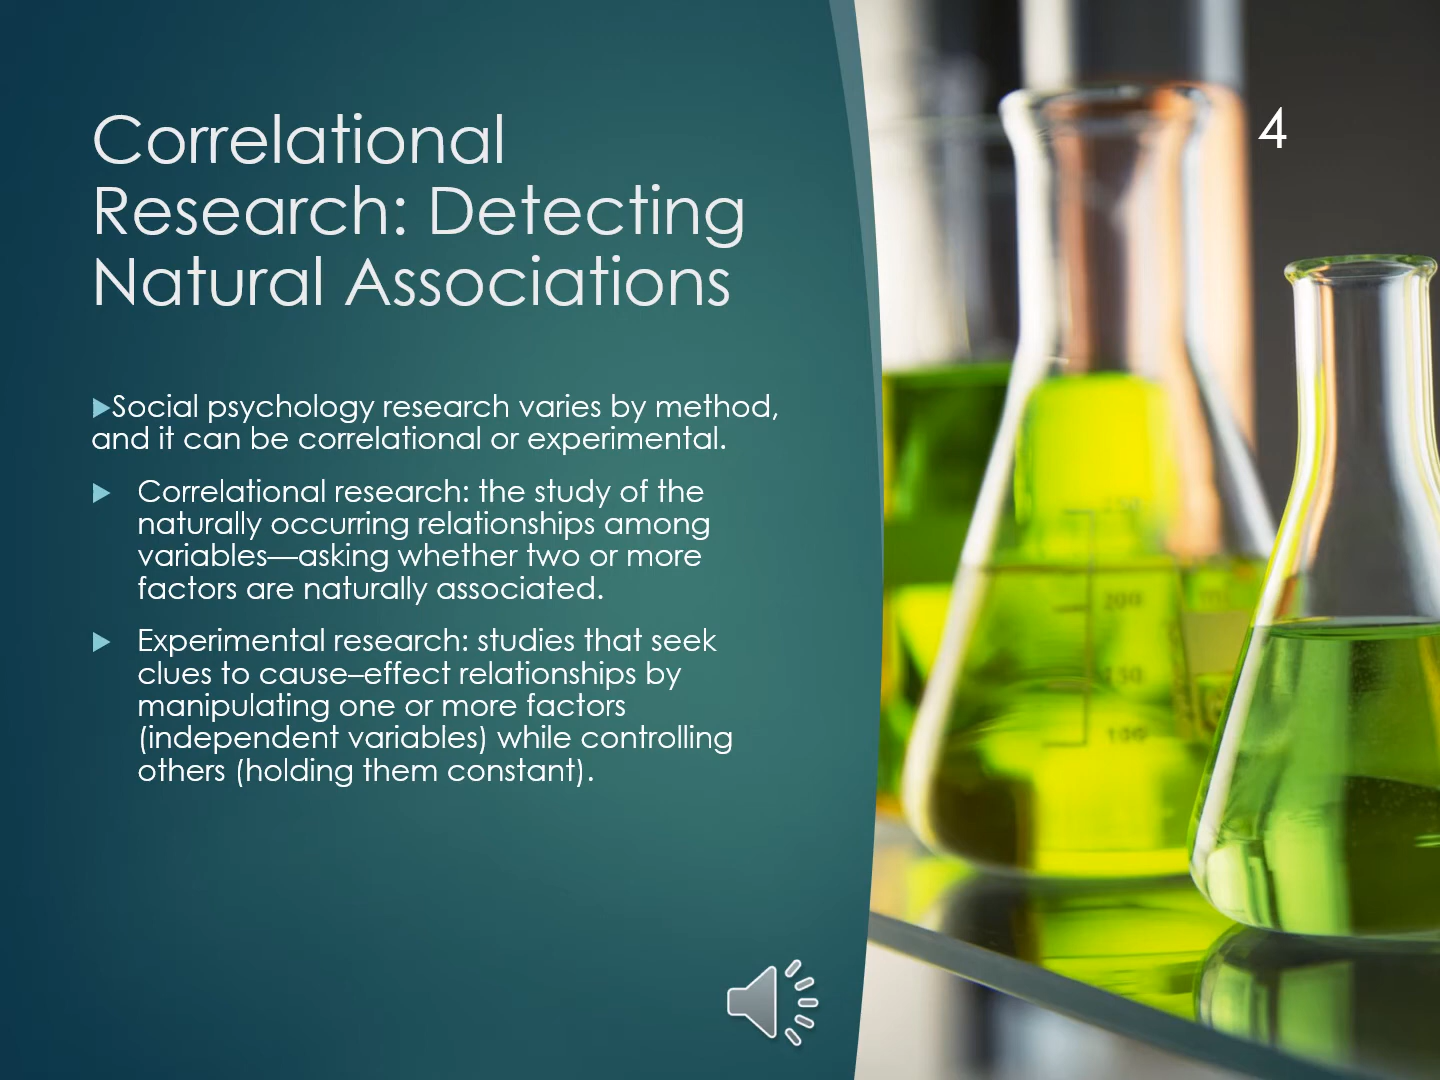 4
Correlational
Research: Detecting
Natural Associations
▶Social psychology research varies by method,
and it can be correlational or experimental.
▶ Correlational research: the study of the
naturally occurring relationships among
variables—asking whether two or more
factors are naturally associated.
▶ Experimental research: studies that seek
clues to cause–effect relationships by
manipulating one or more factors
(independent variables) while controlling
others (holding them constant).
200
150
100